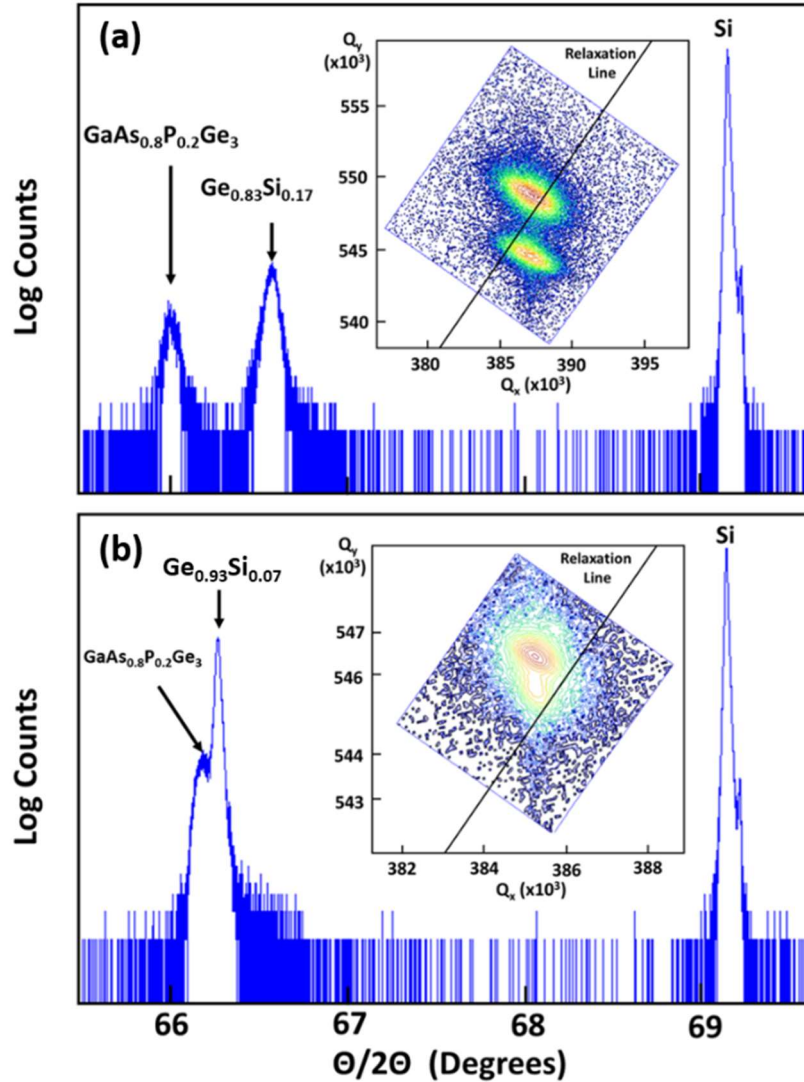 (a)
Si
GaAs₀.₈P₀.₂Ge₃
Ge₀.₈₃Si₀.₁₇
Qy
(x10³)
Relaxation
Line
555
550
545
540
380 385 390 395
Qx (x10³)
Log Counts
(b)
Si
Ge₀.₉₃Si₀.₀₇
GaAs₀.₈P₀.₂Ge₃
Qy
(x10³)
Relaxation
Line
547
546
544
543
382 384 386 388
Qx (x10³)
Log Counts
66 67 68 69
Θ/2Θ (Degrees)